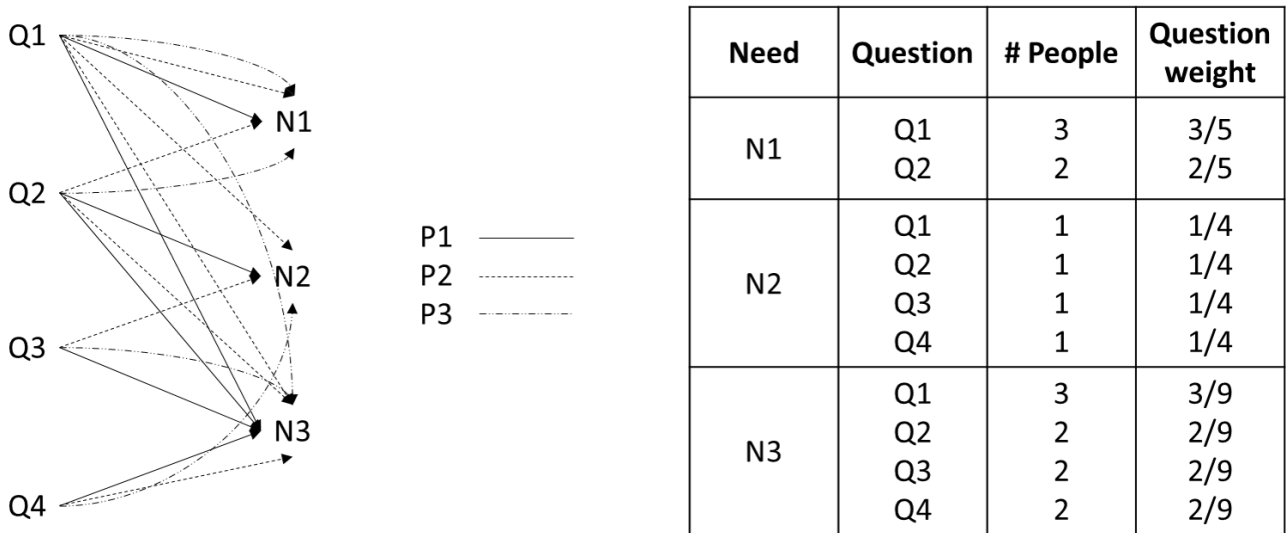 Q1
N1
Q2
N2
Q3
N3
Q4
P1
P2
P3
Need Question # People Question weight
N1
Q1 3 3/5
Q2 2 2/5
N2
Q1 1 1/4
Q2 1 1/4
Q3 1 1/4
Q4 1 1/4
N3
Q1 3 3/9
Q2 2 2/9
Q3 2 2/9
Q4 2 2/9